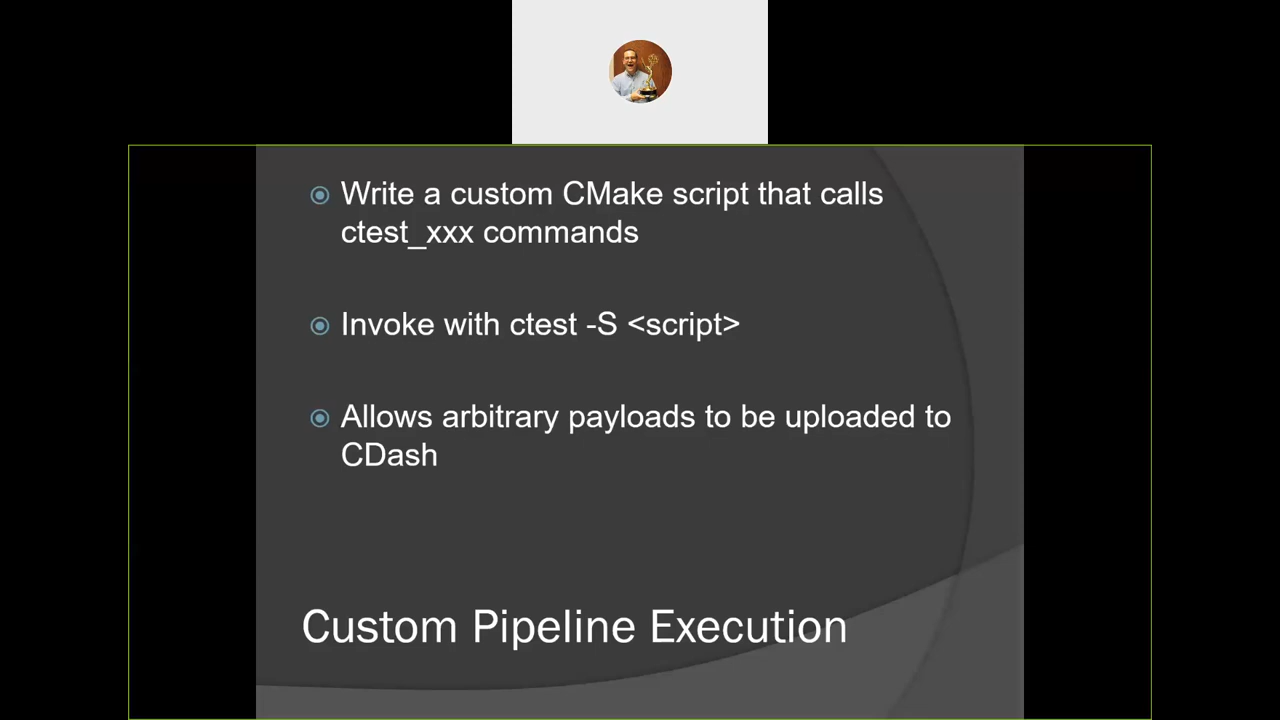 Write a custom CMake script that calls
ctest_xxx commands
Invoke with ctest -S <script>
Allows arbitrary payloads to be uploaded to
CDash
Custom Pipeline Execution